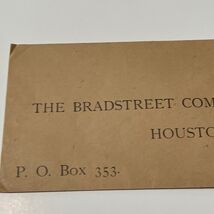 THE BRADSTREET COM
HOUSTO
P. O. Box 353.